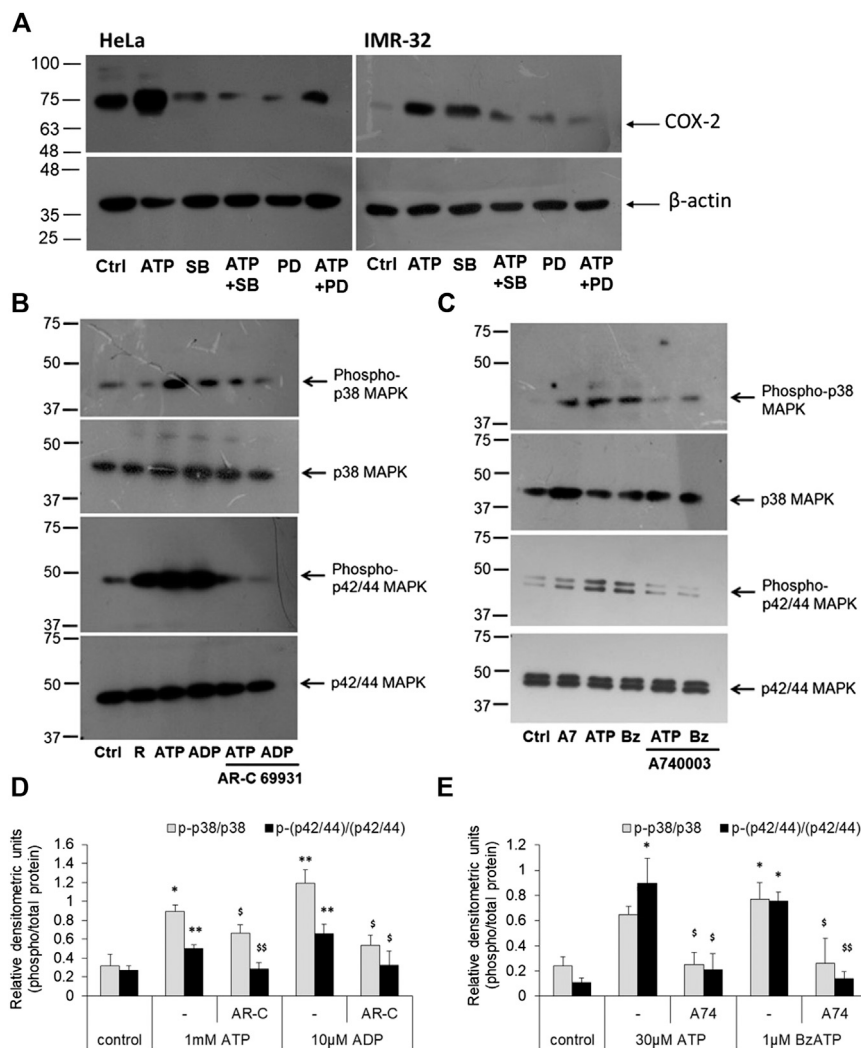 A
HeLa
IMR-32
100
75
63
48
48
35
25
COX-2
β-actin
Ctrl ATP SB ATP +SB PD ATP +PD
Ctrl ATP SB ATP +SB PD ATP +PD
B
75
50
37
Phospho-
p38 MAPK
50
37
p38 MAPK
75
50
37
Phospho-
p42/44 MAPK
75
50
37
p42/44 MAPK
Ctrl R ATP ADP ATP ADP
AR-C 69931
C
75
50
37
Phospho-p38
MAPK
75
50
37
p38 MAPK
75
50
37
Phospho-
p42/44 MAPK
75
50
37
p42/44 MAPK
Ctrl A7 ATP Bz ATP Bz
A740003
D
p-p38/p38 p-(p42/44)/(p42/44)
Relative densitometric units
(phospho/total protein)
1.6
1.4
1.2
1
0.8
0.6
0.4
0.2
0
* ** $ $$ ** ** $ $
- AR-C - AR-C
control 1mM ATP 10µM ADP
E
p-p38/p38 p-(p42/44)/(p42/44)
Relative densitometric units
(phospho/total protein)
1.2
1
0.8
0.6
0.4
0.2
0
* $ $ * * $ $$
- A74 - A74
control 30µM ATP 1µM BzATP